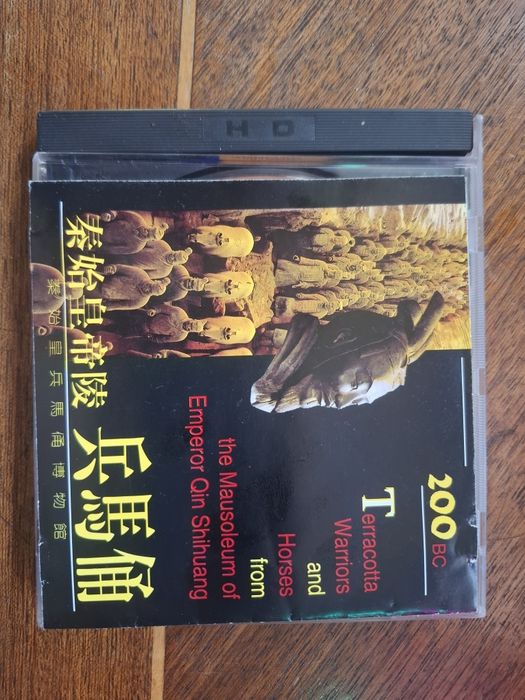 200 BC
Terracotta
Warriors
and
Horses
from
the Mausoleum of
Emperor Qin Shihuang
秦始皇帝陵 兵馬俑
秦始皇兵馬俑博物館
H D